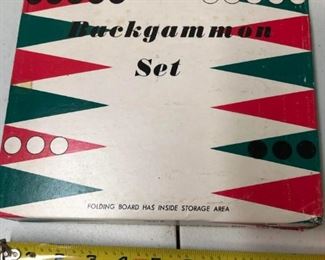 Backgammon
Set
FOLDING BOARD HAS INSIDE STORAGE AREA